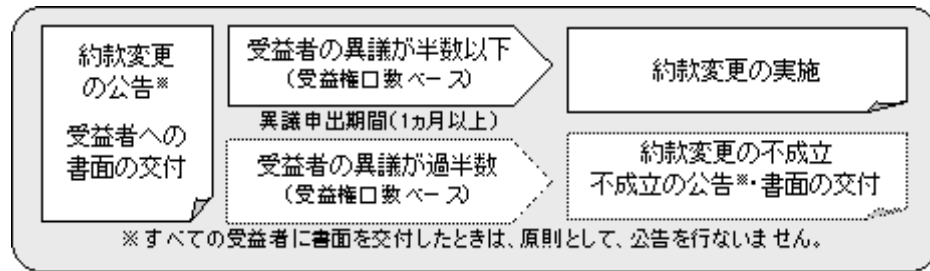 約款変更
の公告※
受益者への
書面の交付
受益者の異議が半数以下
（受益権口数ベース）
異議申出期間（1ヵ月以上）
受益者の異議が過半数
（受益権口数ベース）
約款変更の実施
約款変更の不成立
不成立の公告※・書面の交付
※すべての受益者に書面を交付したときは、原則として、公告を行ないません。